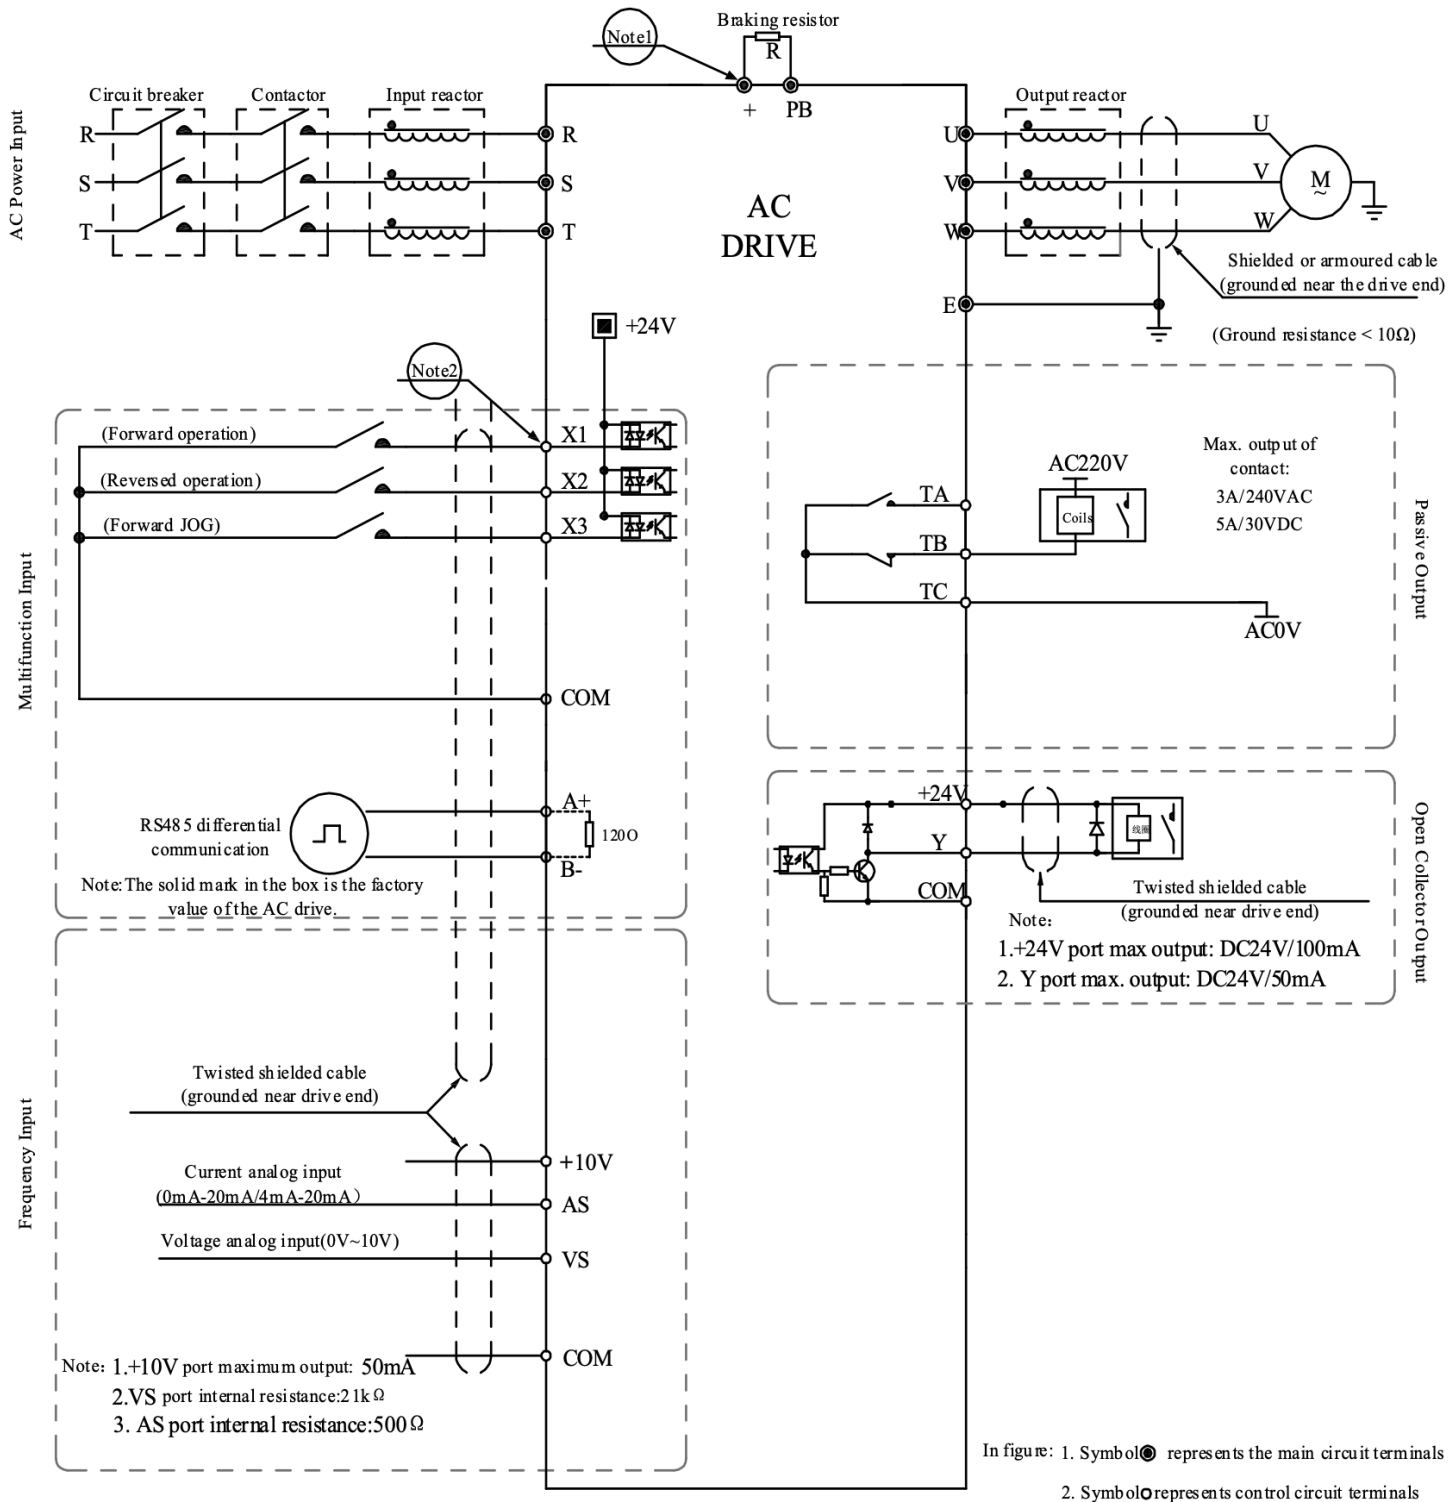 Note1
Braking resistor
R
+
PB
Circuit breaker
Contactor
Input reactor
Output reactor
AC Power Input
R
R
S
S
T
T
AC
DRIVE
U
V
W
U
V
W
M
~
E
Shielded or armoured cable
(grounded near the drive end)
(Ground resistance < 10Ω)
+24V
Note2
Multifunction Input
(Forward operation)
X1
(Reversed operation)
X2
(Forward JOG)
X3
COM
RS485 differential
communication
A+
B-
120O
Note:The solid mark in the box is the factory
value of the AC drive.
Passive Output
TA
TB
TC
AC220V
Coils
AC0V
Max. output of
contact:
3A/240VAC
5A/30VDC
Open Collector Output
+24V
Y
COM
线圈
Twisted shielded cable
(grounded near drive end)
Note:
1.+24V port max output: DC24V/100mA
2. Y port max. output: DC24V/50mA
Frequency Input
Twisted shielded cable
(grounded near drive end)
+10V
Current analog input
(0mA-20mA/4mA-20mA)
AS
Voltage analog input(0V~10V)
VS
COM
Note: 1.+10V port maximum output: 50mA
2.VS port internal resistance:21kΩ
3. AS port internal resistance:500Ω
In figure: 1. Symbol represents the main circuit terminals
2. Symbol represents control circuit terminals